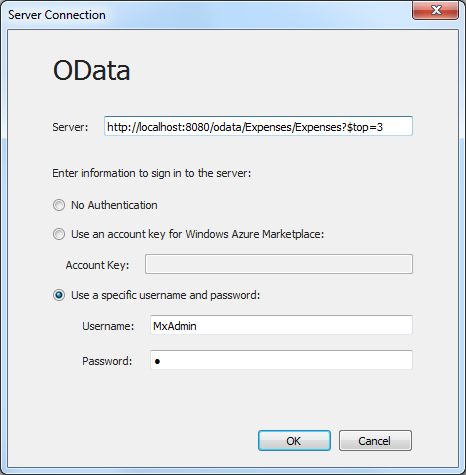 Server Connection
OData
Server: http://localhost:8080/odata/Expenses/Expenses?$top=3
Enter information to sign in to the server:
No Authentication
Use an account key for Windows Azure Marketplace:
Account Key:
Use a specific username and password:
Username: MxAdmin
Password: ●
OK Cancel